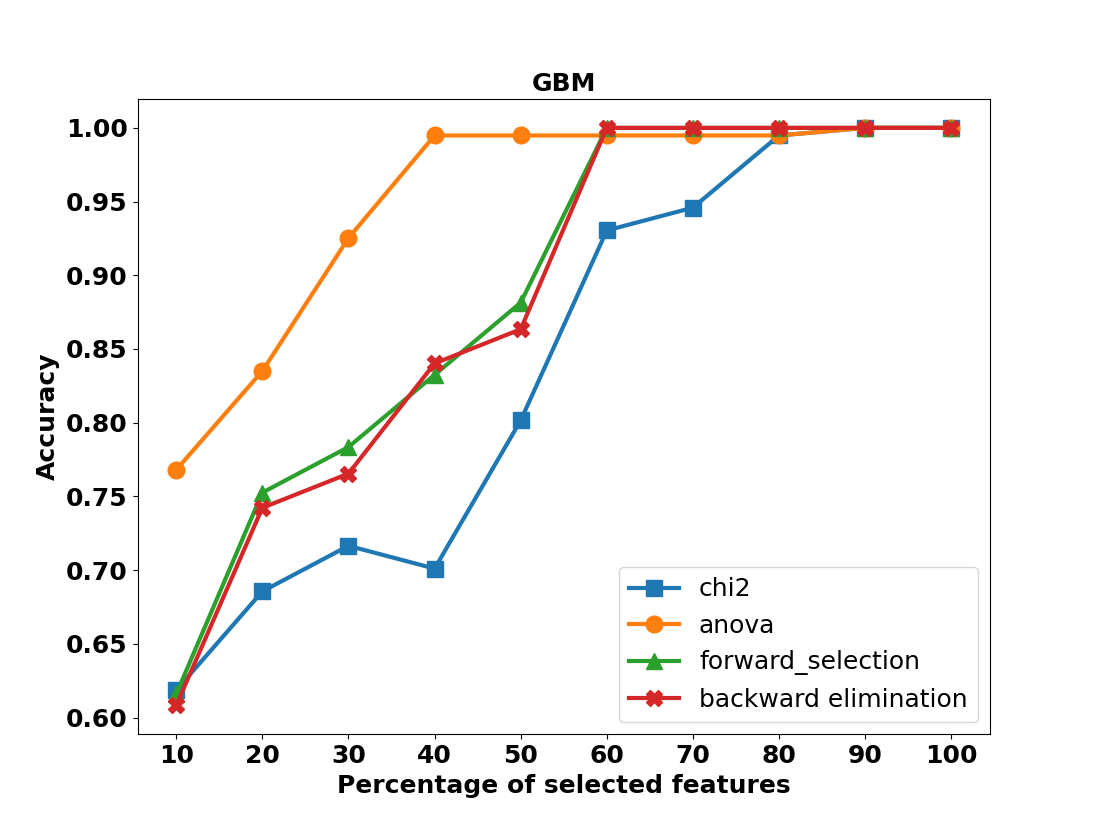 GBM
1.00
0.95
0.90
0.85
0.80
0.75
0.70
0.65
0.60
Accuracy
chi2
anova
forward_selection
backward elimination
10 20 30 40 50 60 70 80 90 100
Percentage of selected features